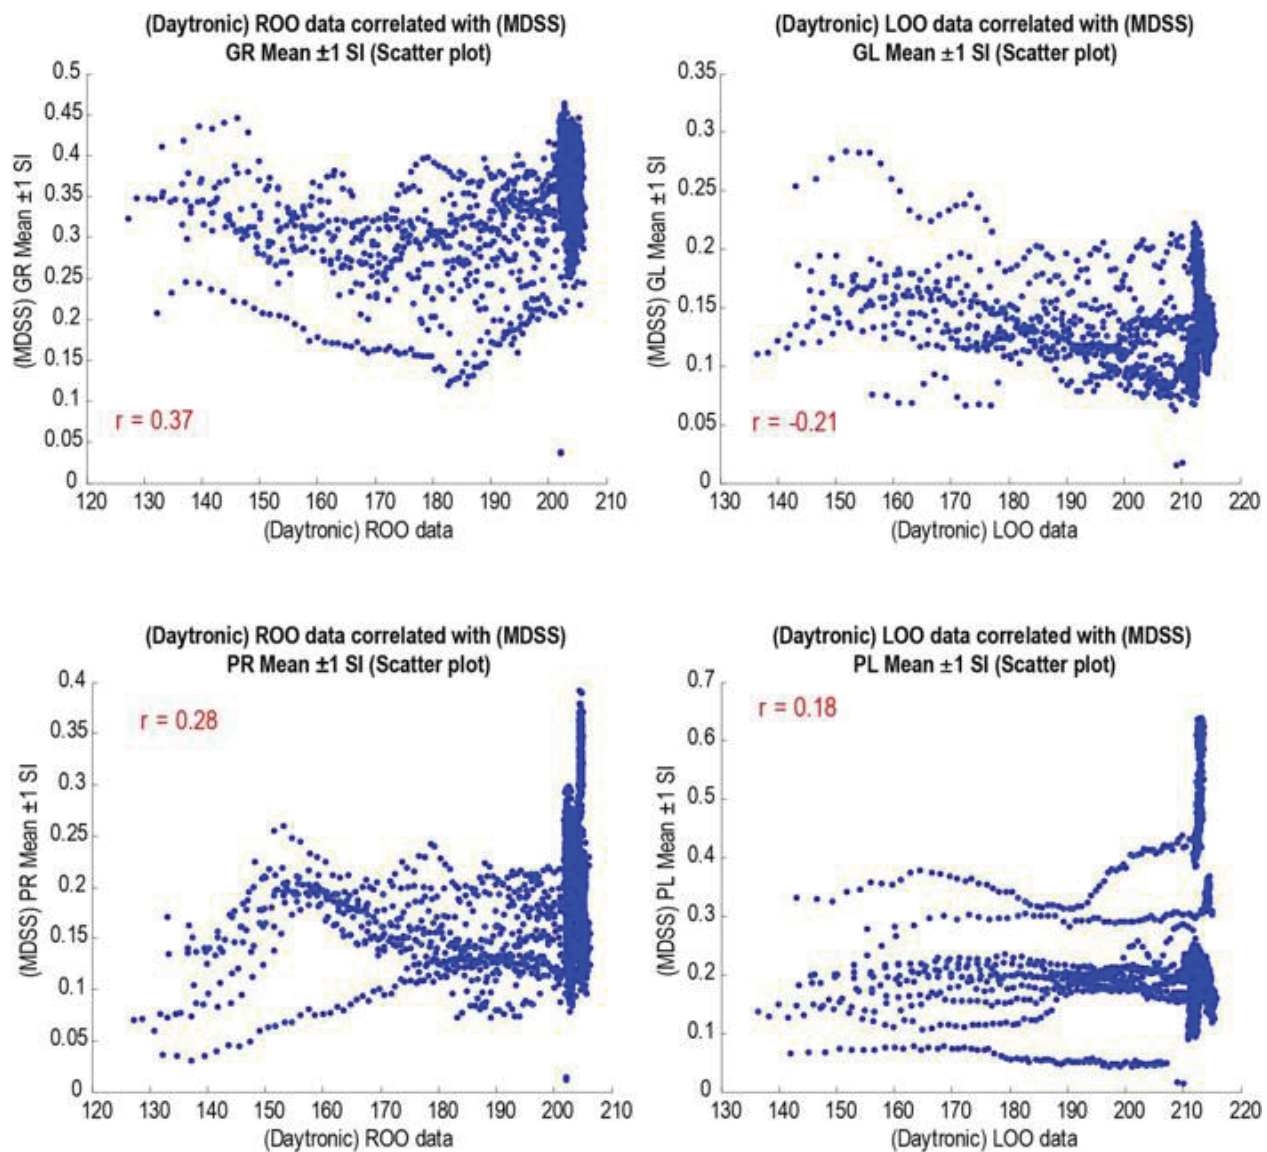 (Daytronic) ROO data correlated with (MDSS)
GR Mean ±1 SI (Scatter plot)
0.5
0.45
0.4
0.35
0.3
0.25
0.2
0.15
0.1
0.05
0
(MDSS) GR Mean ±1 SI
r = 0.37
120 130 140 150 160 170 180 190 200 210
(Daytronic) ROO data
(Daytronic) LOO data correlated with (MDSS)
GL Mean ±1 SI (Scatter plot)
0.35
0.3
0.25
0.2
0.15
0.1
0.05
0
(MDSS) GL Mean ±1 SI
r = -0.21
130 140 150 160 170 180 190 200 210 220
(Daytronic) LOO data
(Daytronic) ROO data correlated with (MDSS)
PR Mean ±1 SI (Scatter plot)
0.4
0.35
0.3
0.25
0.2
0.15
0.1
0.05
0
(MDSS) PR Mean ±1 SI
r = 0.28
120 130 140 150 160 170 180 190 200 210
(Daytronic) ROO data
(Daytronic) LOO data correlated with (MDSS)
PL Mean ±1 SI (Scatter plot)
0.7
0.6
0.5
0.4
0.3
0.2
0.1
0
(MDSS) PL Mean ±1 SI
r = 0.18
130 140 150 160 170 180 190 200 210 220
(Daytronic) LOO data